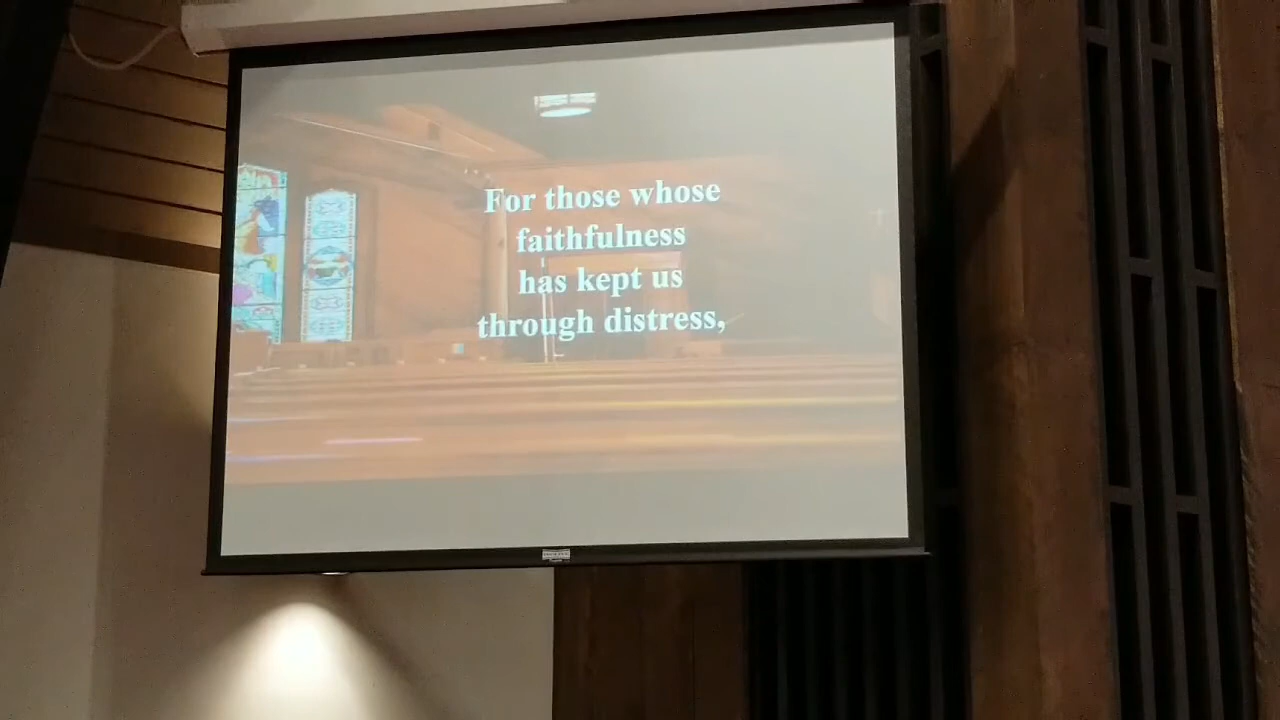 For those whose
faithfulness
has kept us
through distress,